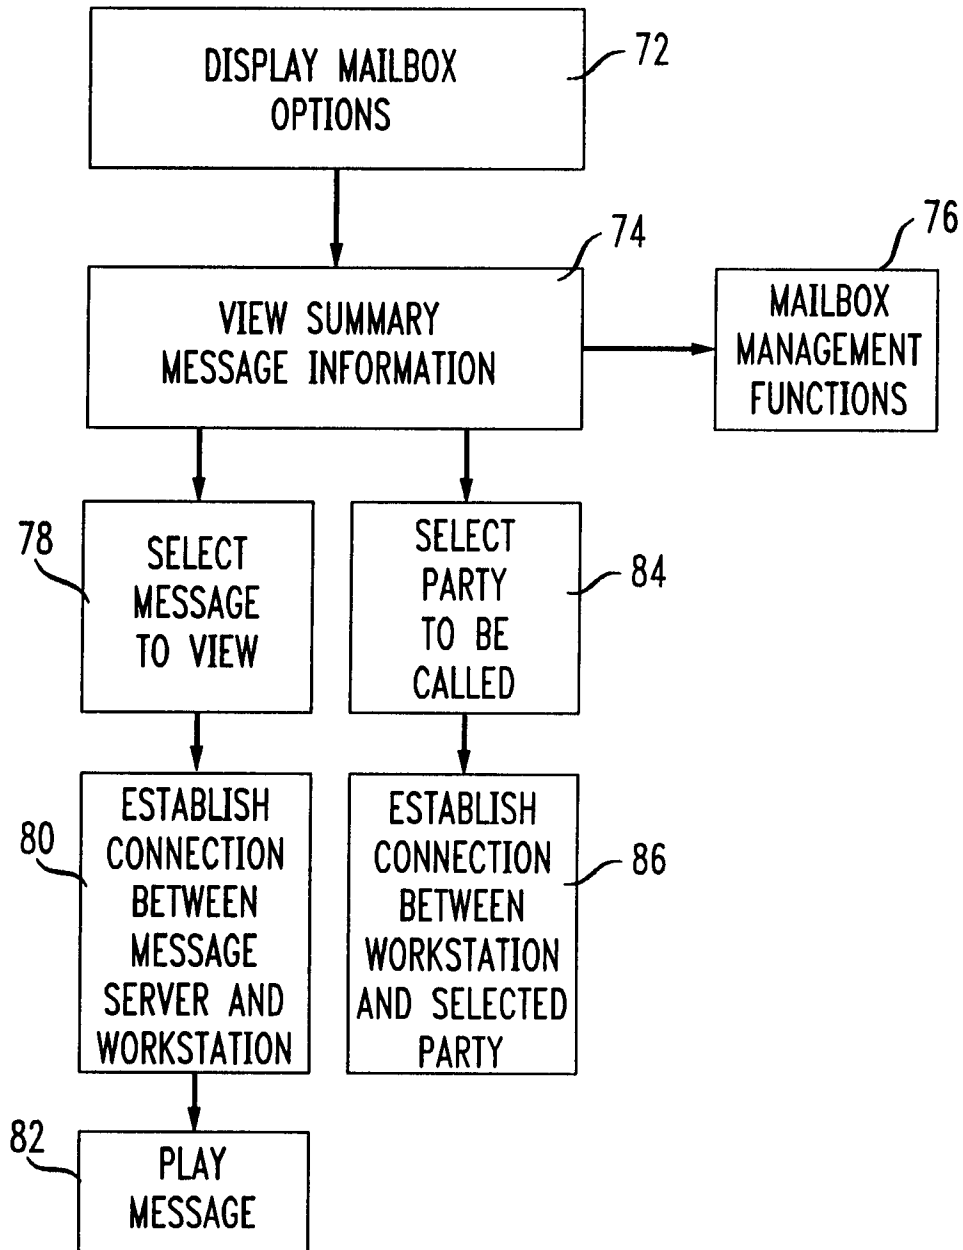 DISPLAY MAILBOX
OPTIONS
72
74
VIEW SUMMARY
MESSAGE INFORMATION
76
MAILBOX
MANAGEMENT
FUNCTIONS
78
SELECT
MESSAGE
TO VIEW
SELECT
PARTY
TO BE
CALLED
84
80
ESTABLISH
CONNECTION
BETWEEN
MESSAGE
SERVER AND
WORKSTATION
ESTABLISH
CONNECTION
BETWEEN
WORKSTATION
AND SELECTED
PARTY
86
82
PLAY
MESSAGE